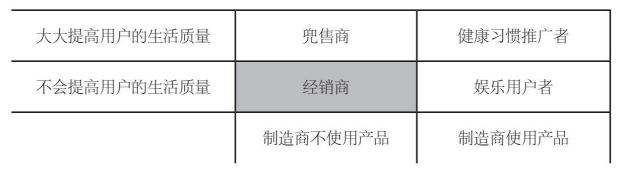 大大提高用户的生活质量 兜售商 健康习惯推广者
不会提高用户的生活质量 经销商 娱乐用户者
制造商不使用产品 制造商使用产品